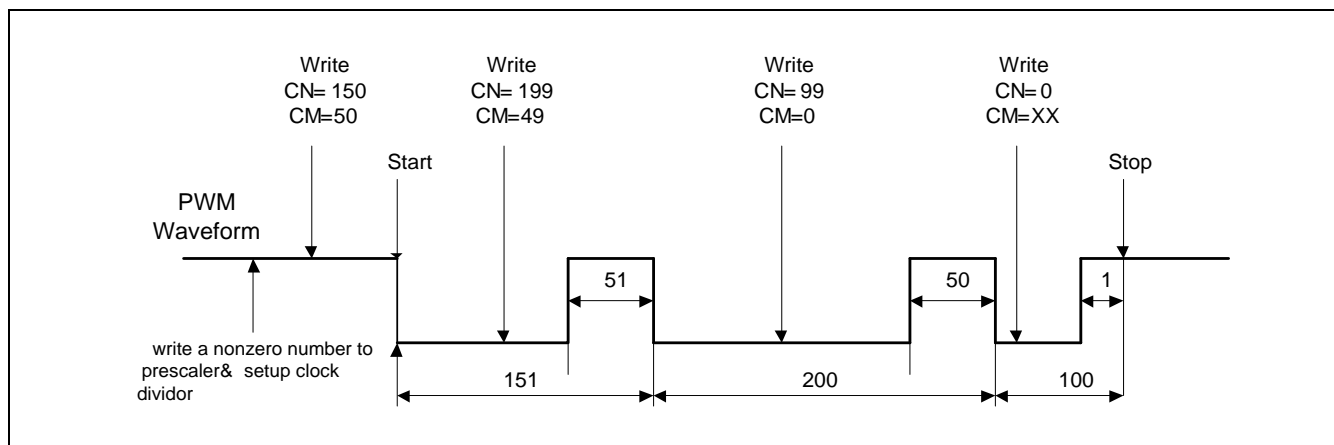 Write
CN= 150
CM=50
Write
CN= 199
CM=49
Write
CN= 99
CM=0
Write
CN= 0
CM=XX
Start
Stop
PWM
Waveform
51
50
1
write a nonzero number to
prescaler& setup clock
dividor
151
200
100